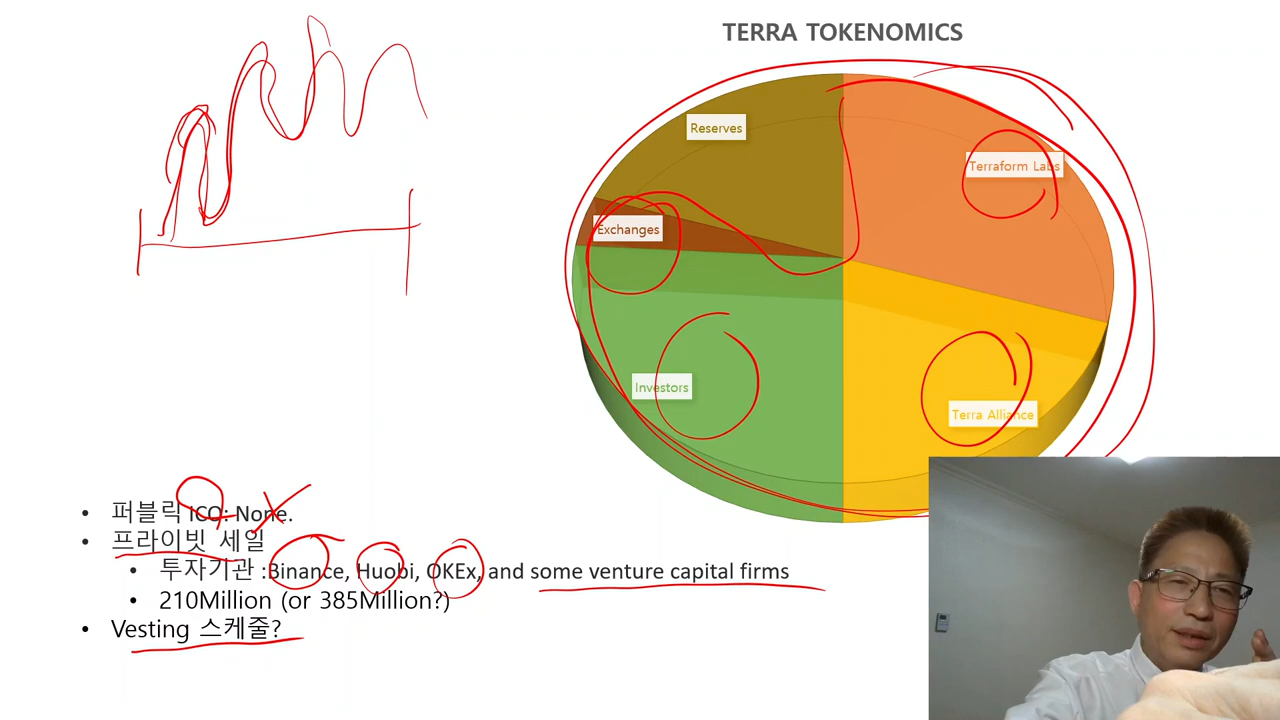 TERRA TOKENOMICS
Reserves
Terraform Labs
Exchanges
Investors
Terra Alliance
• 퍼블릭 ICO: None.
• 프라이빗 세일
• 투자기관 :Binance, Huobi, OKEx, and some venture capital firms
• 210Million (or 385Million?)
• Vesting 스케줄?